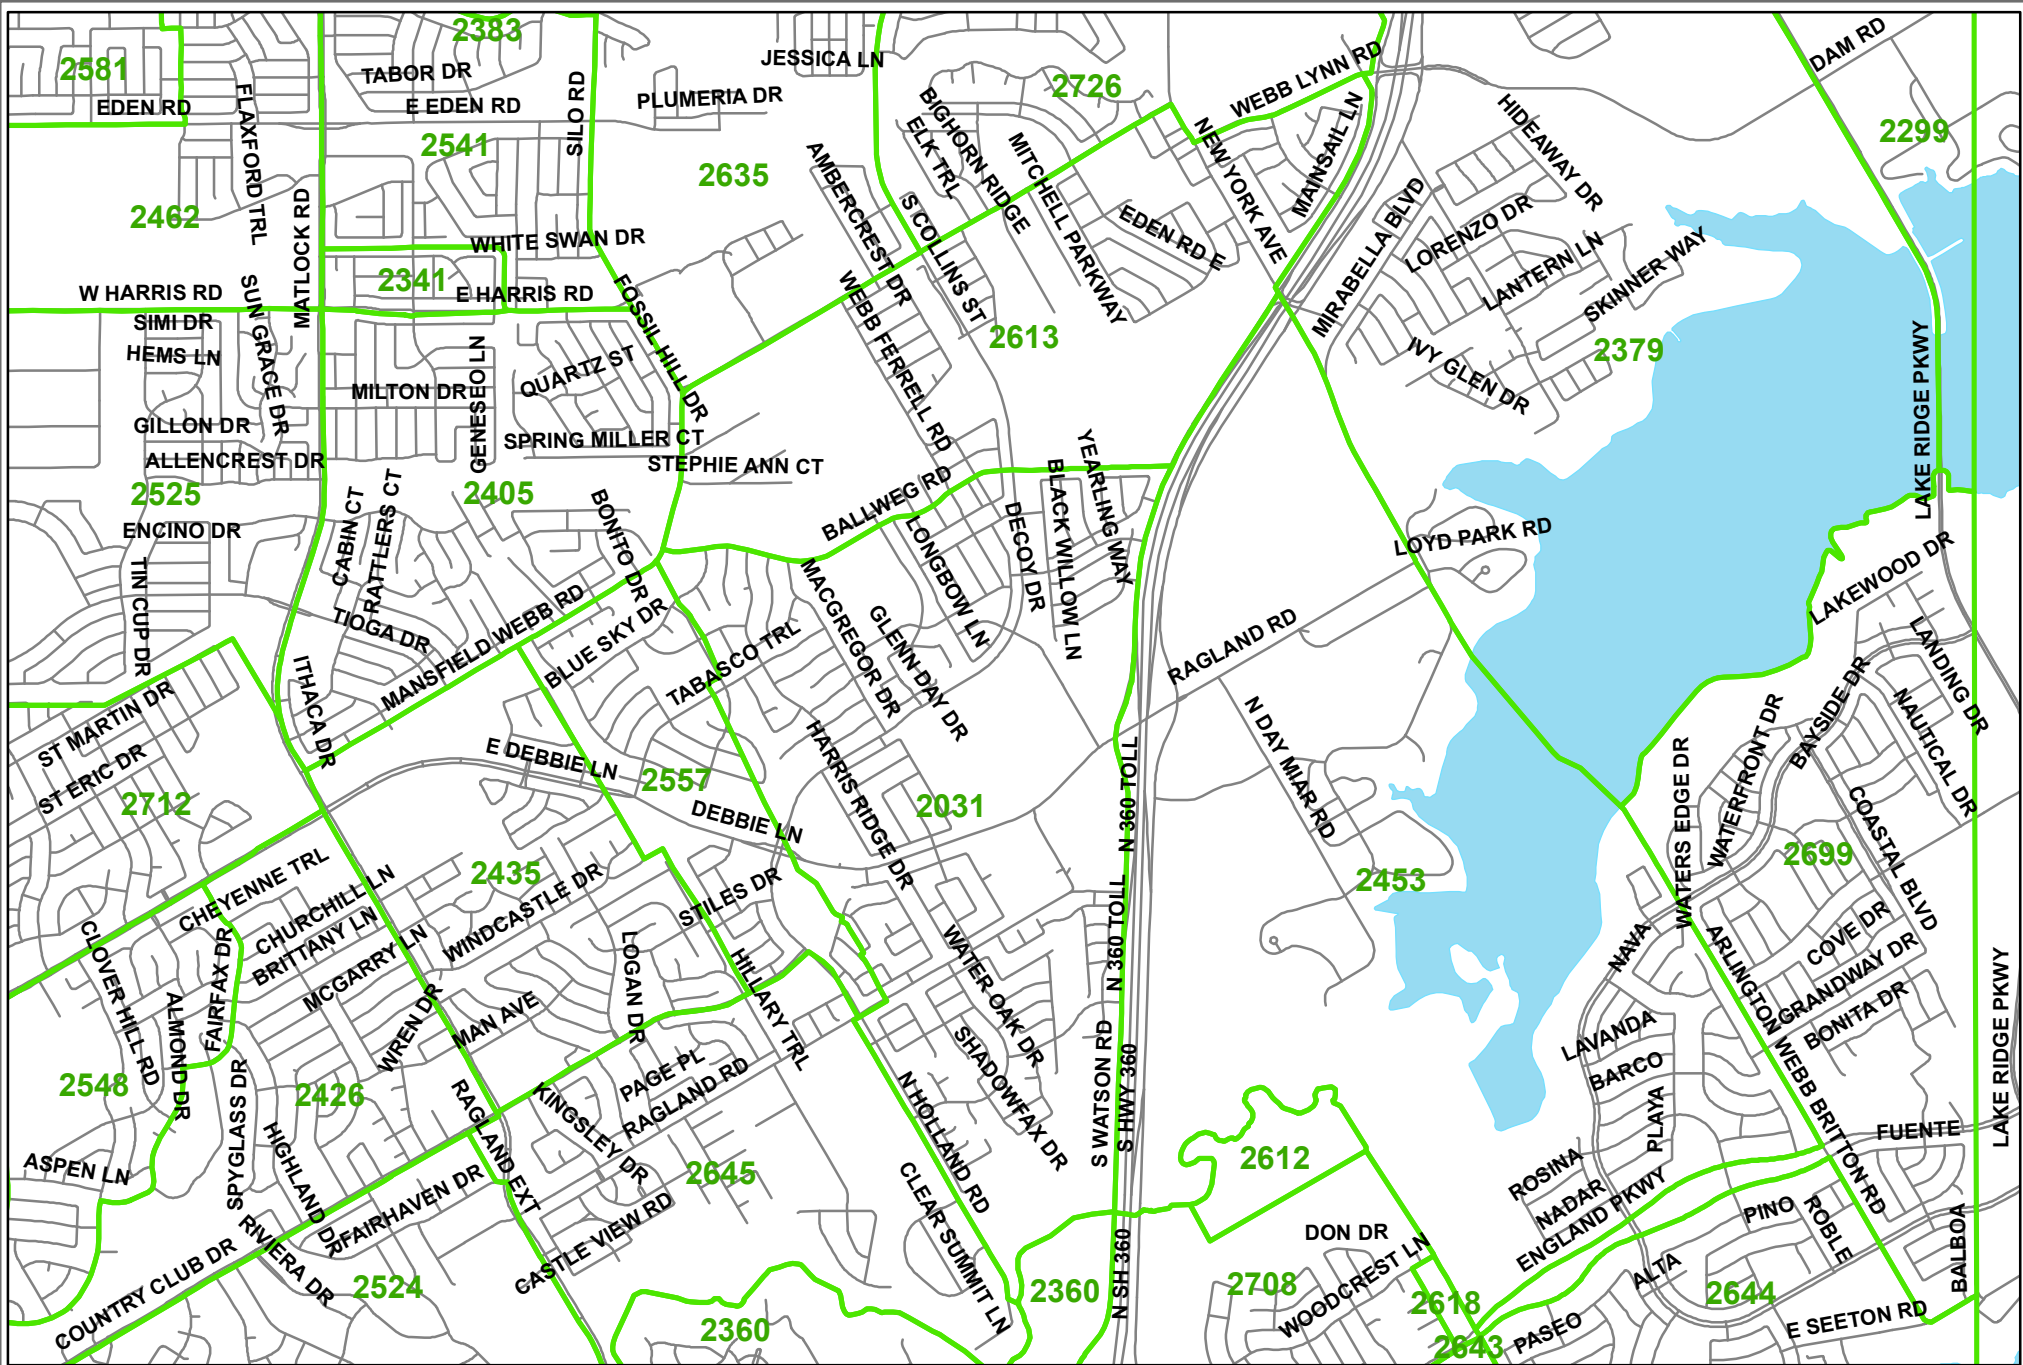 2383
DAM RD
JESSICA LN
2581
TABOR DR
WEBB LYNN RD
2726
EDEN RD
FLAXFORD TRL
E EDEN RD
SILO RD
PLUMERIA DR
BIGHORN RIDGE
ELK TRL
MITCHELL PARKWAY
NEW YORK AVE
MAINSAIL LN
HIDEAWAY DR
2299
2541
2635
AMBERCREST DR
S COLLINS ST
EDEN RD E
MIRABELLA BLVD
LORENZO DR
2462
MATLOCK RD
WHITE SWAN DR
LANTERN LN
SKINNER WAY
2341
W HARRIS RD
SUN GRACE DR
E HARRIS RD
FOSSIL HILL DR
WEBB FERRELL RD
SIMI DR
2613
2379
HEMS LN
GENESEO LN
QUARTZ ST
IVY GLEN DR
LAKE RIDGE PKWY
MILTON DR
GILLON DR
SPRING MILLER CT
ALLENCREST DR
STEPHIE ANN CT
2525
2405
CABIN CT
RATTLERS CT
BONITO DR
BALLWEG RD
BLACK WILLOW LN
YEARLING WAY
ENCINO DR
LONGBOW LN
DECOY DR
LOYD PARK RD
TIN CUP DR
TIOGA DR
MANSFIELD WEBB RD
BLUE SKY DR
MACGREGOR DR
GLENN DAY DR
LAKEWOOD DR
ITHACA DR
TABASCO TRL
RAGLAND RD
LANDING DR
ST MARTIN DR
ST ERIC DR
N DAY MIAR RD
BAYSIDE DR
NAUTICAL DR
WATERFRONT DR
WATERS EDGE DR
E DEBBIE LN
2557
HARRIS RIDGE DR
2712
DEBBIE LN
2031
N 360 TOLL
COASTAL BLVD
2699
CHEYENNE TRL
CHURCHILL LN
2435
WINDCASTLE DR
STILES DR
2453
BRITTANY LN
MCGARRY LN
CLOVER HILL RD
FAIRFAX DR
LOGAN DR
HILLARY TRL
WATER OAK DR
N 360 TOLL
NAVA
COVE DR
GRANDWAY DR
ARLINGTON WEBB BRITTON RD
BONITA DR
ALMOND DR
WREN DR
MAN AVE
LAKE RIDGE PKWY
SHADOWFAX DR
S WATSON RD
S HWY 360
LAVANDA
BARCO
PLAYA
2548
SPYGLASS DR
2426
PAGE PL
RAGLAND RD
RAGLAND EXT
KINGSLEY DR
N HOLLAND RD
FUENTE
HIGHLAND DR
2612
ASPEN LN
2645
ROSINA
NADAR
FAIRHAVEN DR
CLEAR SUMMIT LN
ENGLAND PKWY
PINO
ROBLE
BALBOA
RIVIERA DR
CASTLE VIEW RD
DON DR
WOODCREST LN
COUNTRY CLUB DR
2524
N SH 360
2360
2708
2618
ALTA
2644
2360
2643
PASEO
E SEETON RD